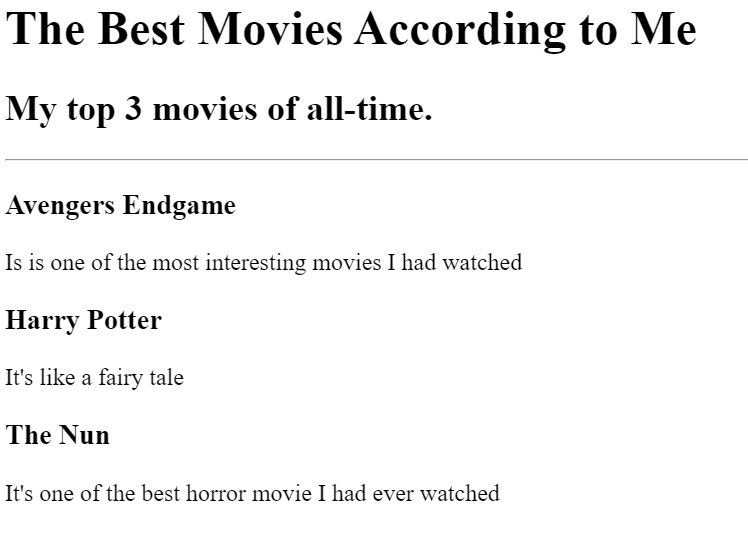 The Best Movies According to Me
My top 3 movies of all-time.
Avengers Endgame
Is is one of the most interesting movies I had watched
Harry Potter
It's like a fairy tale
The Nun
It's one of the best horror movie I had ever watched